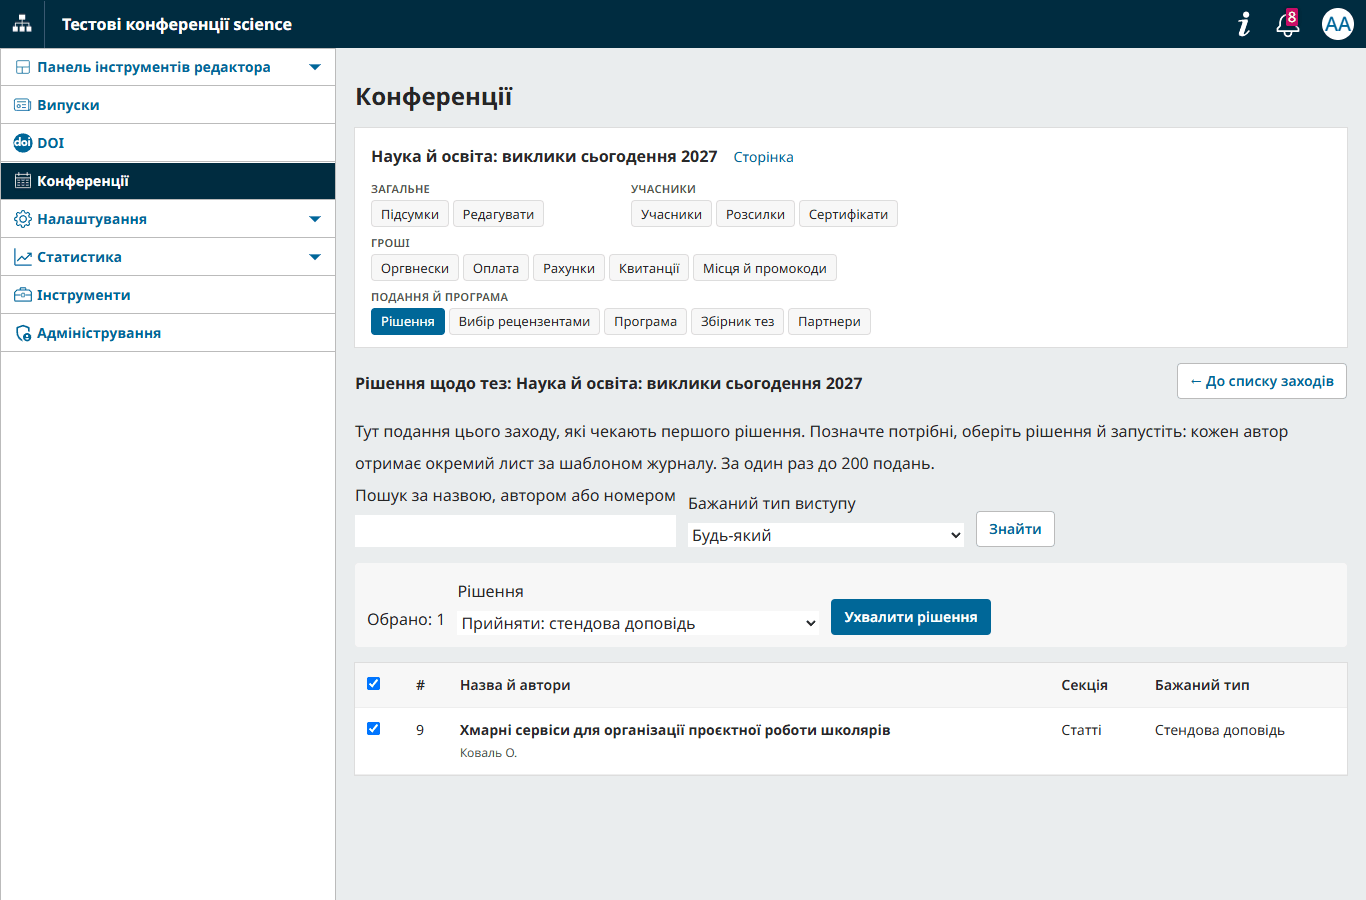 Тестові конференції science
8
AA
Панель інструментів редактора
Випуски
doi DOI
Конференції
Налаштування
Статистика
Інструменти
Адміністрування
Конференції
Наука й освіта: виклики сьогодення 2027 Сторінка
ЗАГАЛЬНЕ
Підсумки Редагувати
УЧАСНИКИ
Учасники Розсилки Сертифікати
ГРОШІ
Оргвнески Оплата Рахунки Квитанції Місця й промокоди
ПОДАННЯ Й ПРОГРАМА
Рішення Вибір рецензентами Програма Збірник тез Партнери
Рішення щодо тез: Наука й освіта: виклики сьогодення 2027
← До списку заходів
Тут подання цього заходу, які чекають першого рішення. Позначте потрібні, оберіть рішення й запустіть: кожен автор
отримає окремий лист за шаблоном журналу. За один раз до 200 подань.
Пошук за назвою, автором або номером
Бажаний тип виступу
Будь-який
Знайти
Обрано: 1
Рішення
Прийняти: стендова доповідь
Ухвалити рішення
# Назва й автори Секція Бажаний тип
9 Хмарні сервіси для організації проєктної роботи школярів Статті Стендова доповідь
Коваль О.